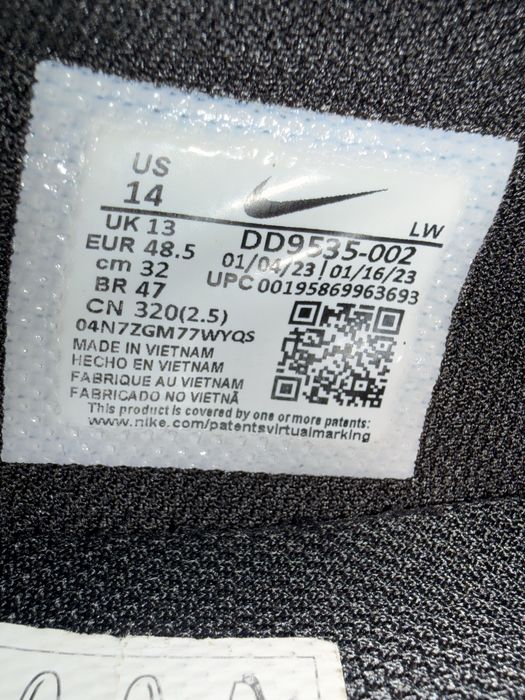 US
14
LW
UK 13
EUR 48.5
cm 32
BR 47
CN 320(2.5)
04N7ZGM77WYQS
DD9535-002
01/04/23 | 01/16/23
UPC 00195869963693
MADE IN VIETNAM
HECHO EN VIETNAM
FABRIQUE AU VIETNAM
FABRICADO NO VIETNÃ
This product is covered by one or more patents:
www.nike.com/patentsvirtualmarking